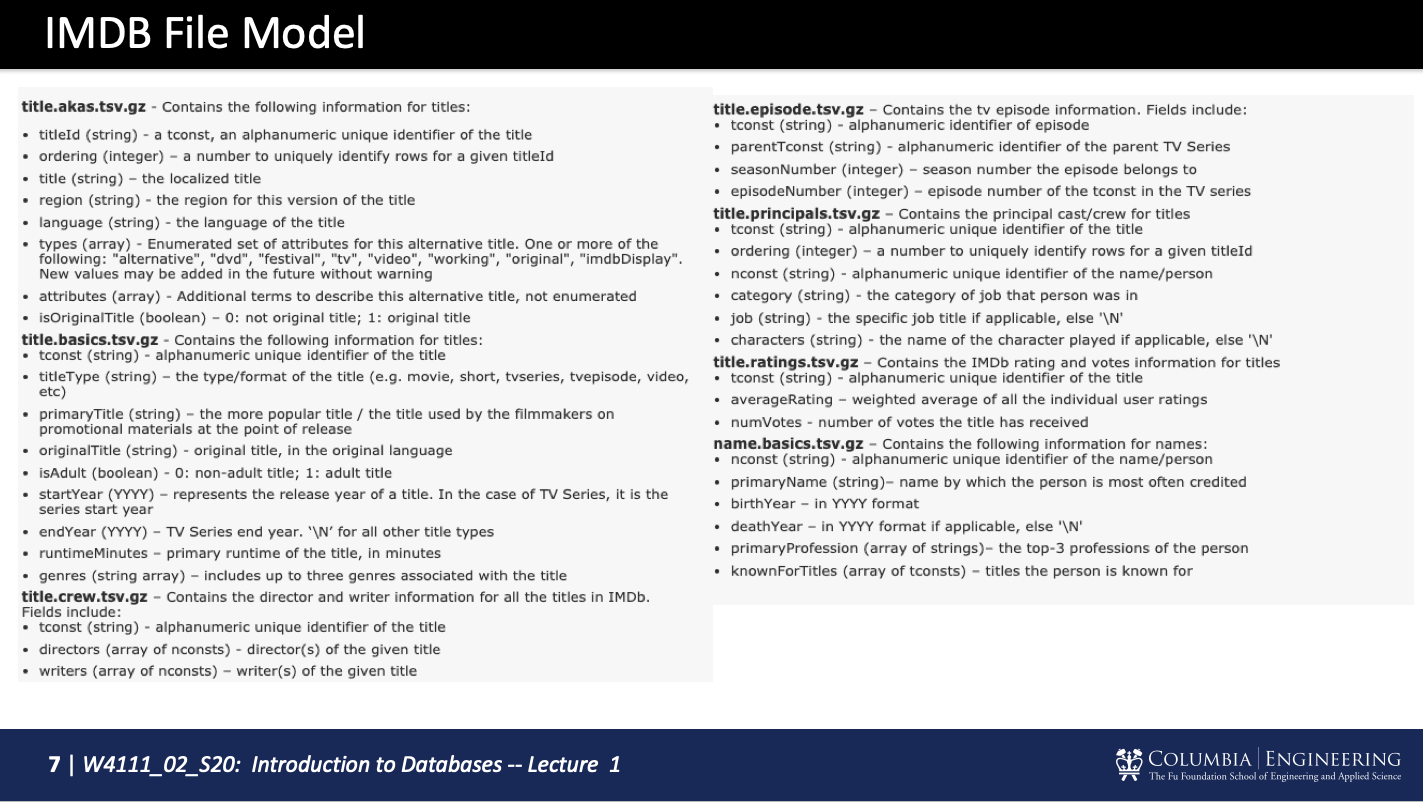 IMDB File Model
title.akas.tsv.gz - Contains the following information for titles:
• titleId (string) - a tconst, an alphanumeric unique identifier of the title
• ordering (integer) – a number to uniquely identify rows for a given titleId
• title (string) – the localized title
• region (string) - the region for this version of the title
• language (string) - the language of the title
• types (array) - Enumerated set of attributes for this alternative title. One or more of the
following: "alternative", "dvd", "festival", "tv", "video", "working", "original", "imdbDisplay".
New values may be added in the future without warning
• attributes (array) - Additional terms to describe this alternative title, not enumerated
• isOriginalTitle (boolean) – 0: not original title; 1: original title
title.basics.tsv.gz - Contains the following information for titles:
• tconst (string) - alphanumeric unique identifier of the title
• titleType (string) – the type/format of the title (e.g. movie, short, tvseries, tvepisode, video,
etc)
• primaryTitle (string) – the more popular title / the title used by the filmmakers on
promotional materials at the point of release
• originalTitle (string) - original title, in the original language
• isAdult (boolean) - 0: non-adult title; 1: adult title
• startYear (YYYY) – represents the release year of a title. In the case of TV Series, it is the
series start year
• endYear (YYYY) – TV Series end year. ‘\N’ for all other title types
• runtimeMinutes – primary runtime of the title, in minutes
• genres (string array) – includes up to three genres associated with the title
title.crew.tsv.gz – Contains the director and writer information for all the titles in IMDb.
Fields include:
• tconst (string) - alphanumeric unique identifier of the title
• directors (array of nconsts) - director(s) of the given title
• writers (array of nconsts) – writer(s) of the given title
title.episode.tsv.gz – Contains the tv episode information. Fields include:
• tconst (string) - alphanumeric identifier of episode
• parentTconst (string) - alphanumeric identifier of the parent TV Series
• seasonNumber (integer) – season number the episode belongs to
• episodeNumber (integer) – episode number of the tconst in the TV series
title.principals.tsv.gz – Contains the principal cast/crew for titles
• tconst (string) - alphanumeric unique identifier of the title
• ordering (integer) – a number to uniquely identify rows for a given titleId
• nconst (string) - alphanumeric unique identifier of the name/person
• category (string) - the category of job that person was in
• job (string) - the specific job title if applicable, else '\N'
• characters (string) - the name of the character played if applicable, else '\N'
title.ratings.tsv.gz – Contains the IMDb rating and votes information for titles
• tconst (string) - alphanumeric unique identifier of the title
• averageRating – weighted average of all the individual user ratings
• numVotes - number of votes the title has received
name.basics.tsv.gz – Contains the following information for names:
• nconst (string) - alphanumeric unique identifier of the name/person
• primaryName (string)– name by which the person is most often credited
• birthYear – in YYYY format
• deathYear – in YYYY format if applicable, else '\N'
• primaryProfession (array of strings)– the top-3 professions of the person
• knownForTitles (array of tconsts) – titles the person is known for
7 | W4111_02_S20: Introduction to Databases -- Lecture 1
COLUMBIA | ENGINEERING
The Fu Foundation School of Engineering and Applied Science